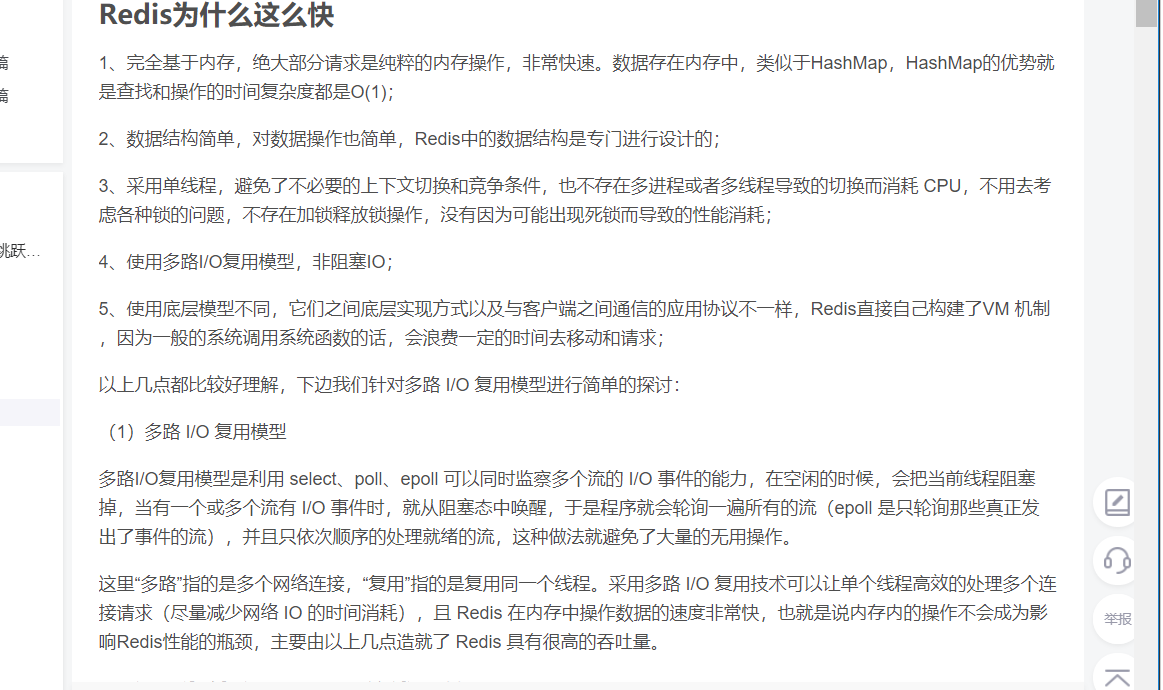 Redis为什么这么快
篇
篇
1、完全基于内存，绝大部分请求是纯粹的内存操作，非常快速。数据存在内存中，类似于HashMap，HashMap的优势就
是查找和操作的时间复杂度都是O(1)；
2、数据结构简单，对数据操作也简单，Redis中的数据结构是专门进行设计的；
3、采用单线程，避免了不必要的上下文切换和竞争条件，也不存在多进程或者多线程导致的切换而消耗 CPU，不用去考
虑各种锁的问题，不存在加锁释放锁操作，没有因为可能出现死锁而导致的性能消耗；
跳跃...
4、使用多路I/O复用模型，非阻塞IO；
5、使用底层模型不同，它们之间底层实现方式以及与客户端之间通信的应用协议不一样，Redis直接自己构建了VM 机制
，因为一般的系统调用系统函数的话，会浪费一定的时间去移动和请求；
以上几点都比较好理解，下边我们针对多路 I/O 复用模型进行简单的探讨：
（1）多路 I/O 复用模型
多路I/O复用模型是利用 select、poll、epoll 可以同时监察多个流的 I/O 事件的能力，在空闲的时候，会把当前线程阻塞
掉，当有一个或多个流有 I/O 事件时，就从阻塞态中唤醒，于是程序就会轮询一遍所有的流（epoll 是只轮询那些真正发
出了事件的流），并且只依次顺序的处理就绪的流，这种做法就避免了大量的无用操作。
这里“多路”指的是多个网络连接，“复用”指的是复用同一个线程。采用多路 I/O 复用技术可以让单个线程高效的处理多个连
接请求（尽量减少网络 IO 的时间消耗），且 Redis 在内存中操作数据的速度非常快，也就是说内存内的操作不会成为影
响Redis性能的瓶颈，主要由以上几点造就了 Redis 具有很高的吞吐量。
举报